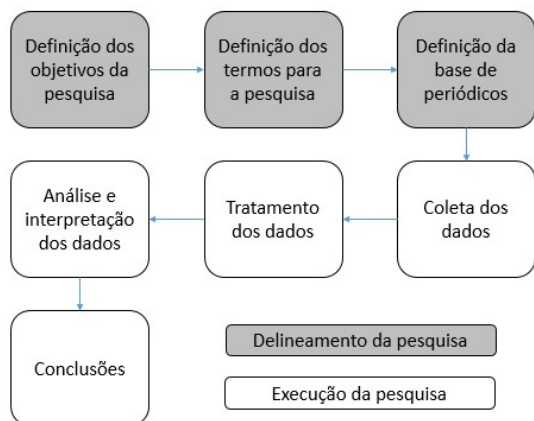 Definição dos
objetivos da
pesquisa
Definição dos
termos para
a pesquisa
Definição da
base de
periódicos
Análise e
interpretação
dos dados
Tratamento
dos dados
Coleta dos
dados
Conclusões
Delineamento da pesquisa
Execução da pesquisa